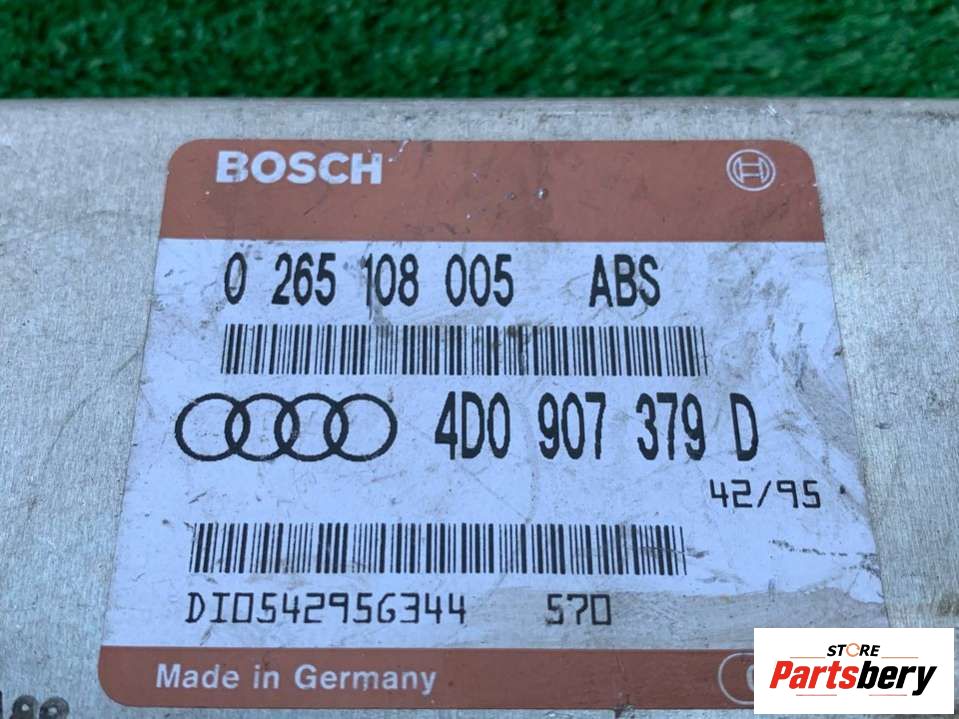 BOSCH
0 265 108 005 ABS
4D0 907 379 D
42/95
DI0542956344 570
Made in Germany
STORE
Partsbery